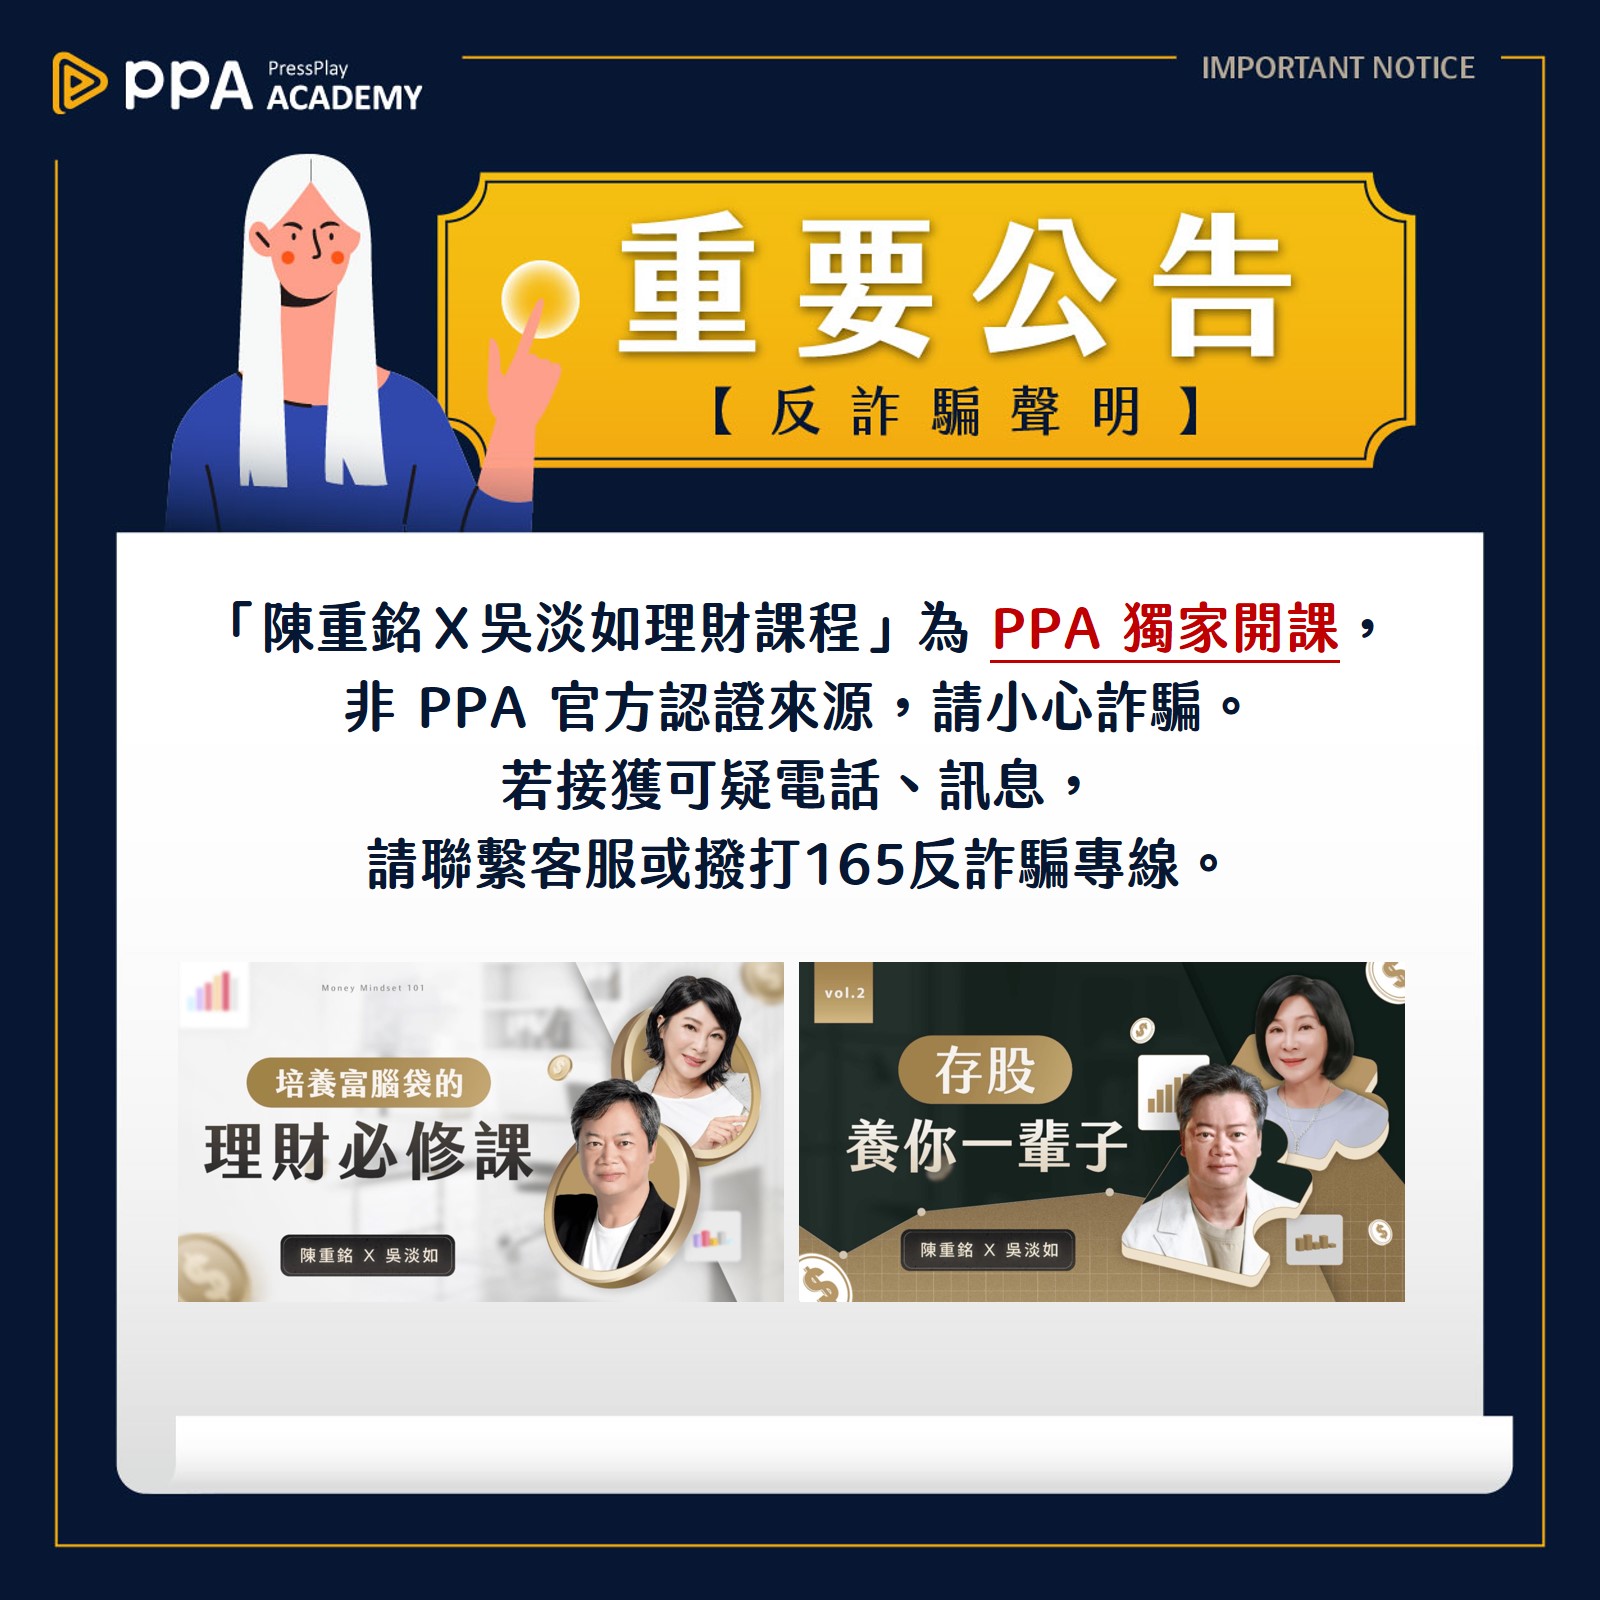 PPA PressPlay ACADEMY
IMPORTANT NOTICE
重要公告
【反詐騙聲明】
「陳重銘X吳淡如理財課程」為 PPA 獨家開課，
非 PPA 官方認證來源，請小心詐騙。
若接獲可疑電話、訊息，
請聯繫客服或撥打165反詐騙專線。
Money Mindset 101
培養富腦袋的
理財必修課
陳重銘 X 吳淡如
vol.2
存股
養你一輩子
陳重銘 X 吳淡如